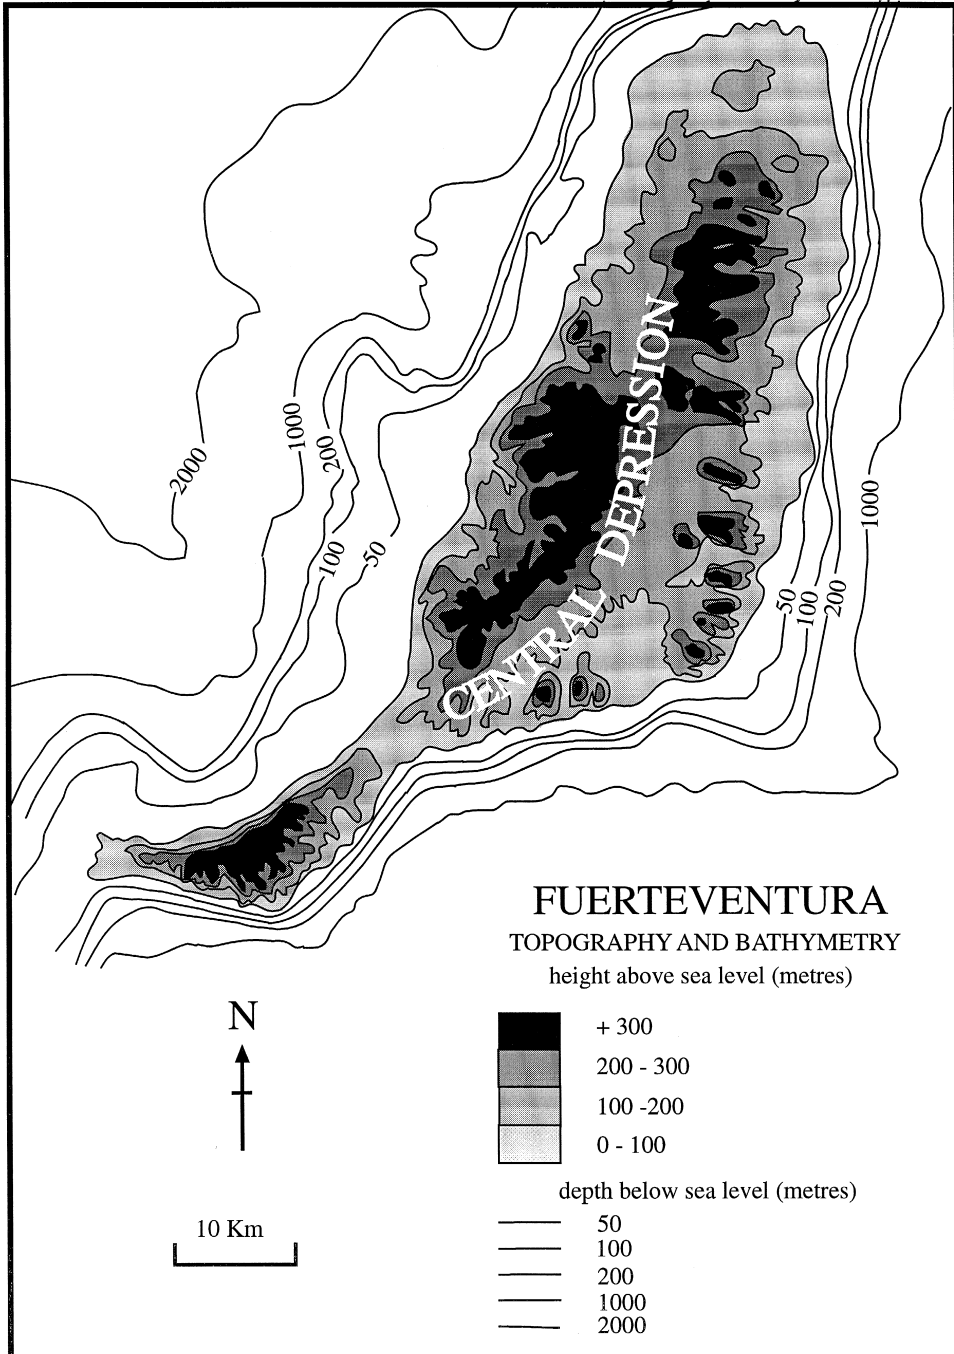 CENTRAL DEPRESSION
2000
1000
200
100
50
1000
50
100
200
FUERTEVENTURA
TOPOGRAPHY AND BATHYMETRY
height above sea level (metres)
N
+ 300
200 - 300
100 -200
0 - 100
depth below sea level (metres)
10 Km
50
100
200
1000
2000